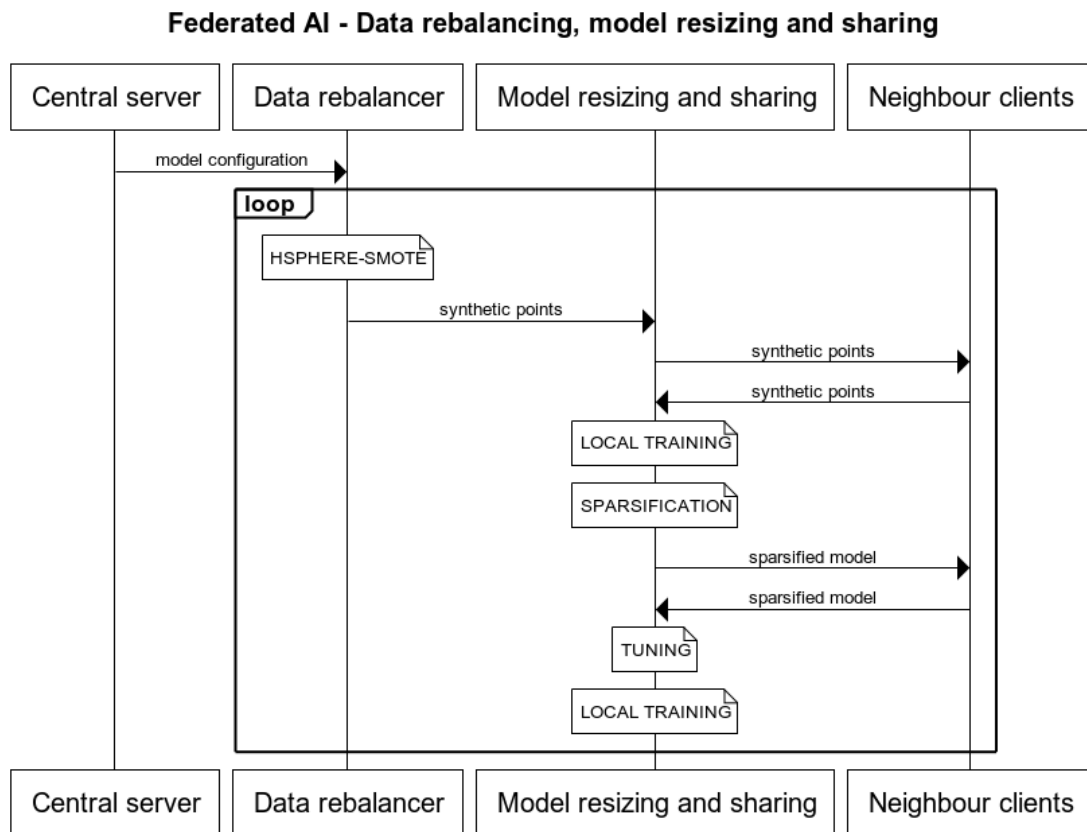 Federated AI - Data rebalancing, model resizing and sharing
Central server
Data rebalancer
Model resizing and sharing
Neighbour clients
model configuration
loop
HSPHERE-SMOTE
synthetic points
synthetic points
synthetic points
LOCAL TRAINING
SPARSIFICATION
sparsified model
sparsified model
TUNING
LOCAL TRAINING
Central server
Data rebalancer
Model resizing and sharing
Neighbour clients